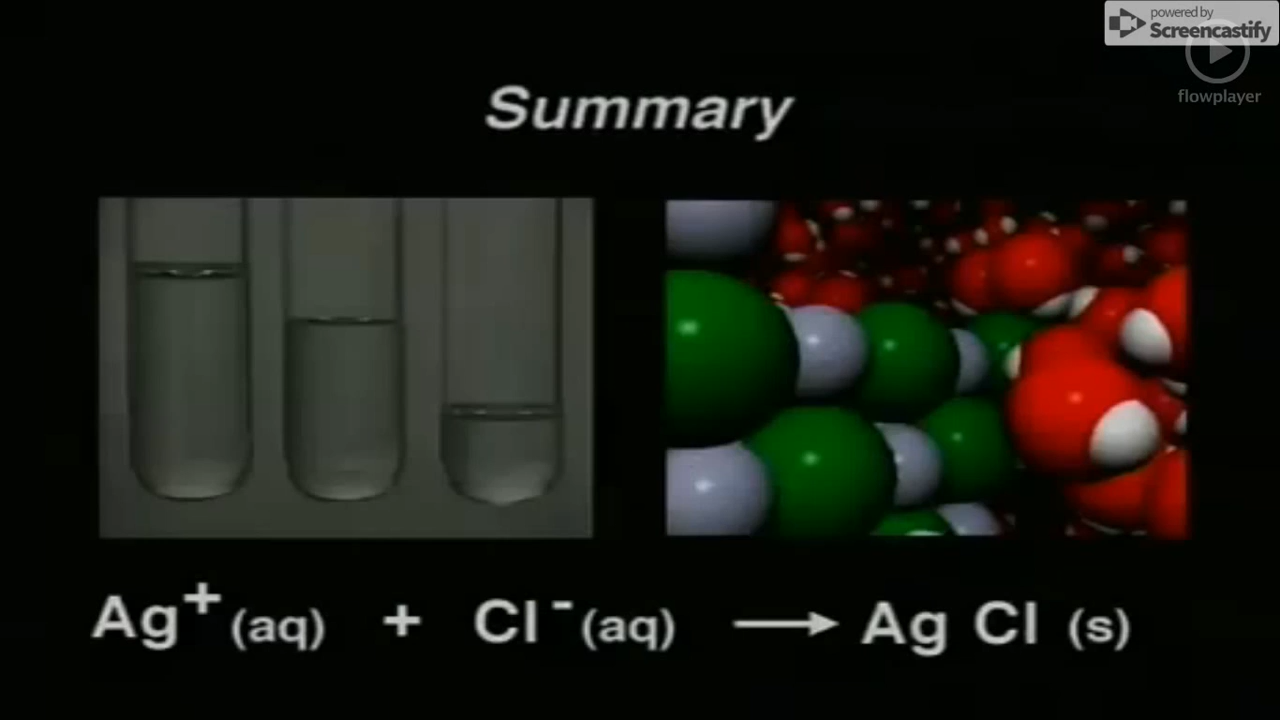 powered by
Screencastify
flowplayer
Summary
Ag⁺ (aq) + Cl⁻ (aq) → Ag Cl (s)